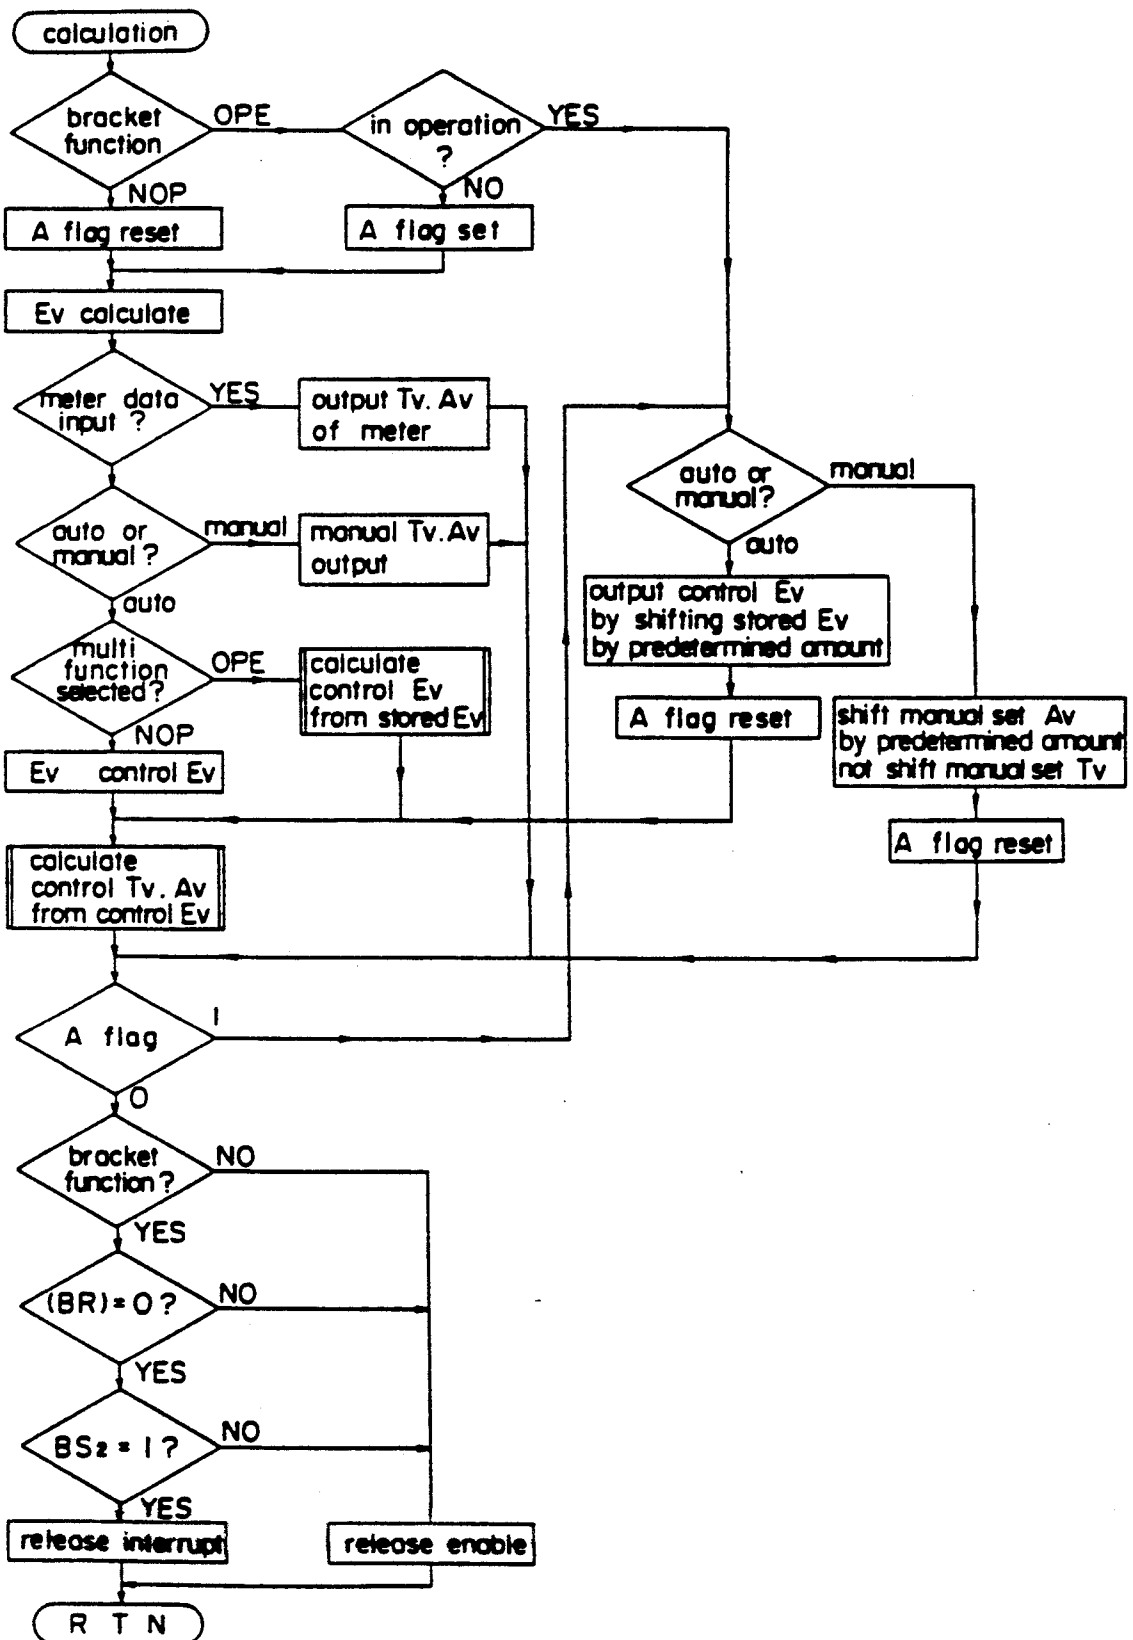 calculation
bracket
function
OPE
in operation
?
YES
NOP
NO
A flag reset
A flag set
Ev calculate
meter data
input ?
YES
output Tv. Av
of meter
auto or
manual ?
manual
manual Tv. Av
output
auto
auto or
manual?
manual
auto
output control Ev
by shifting stored Ev
by predetermined amount
multi
function
selected?
OPE
calculate
control Ev
from stored Ev
NOP
A flag reset
shift manual set Av
by predetermined amount
not shift manual set Tv
Ev control Ev
A flag reset
calculate
control Tv. Av
from control Ev
A flag
1
0
bracket
function ?
NO
YES
(BR)=0?
NO
YES
BS2 = 1 ?
NO
YES
release interrupt
release enable
R T N